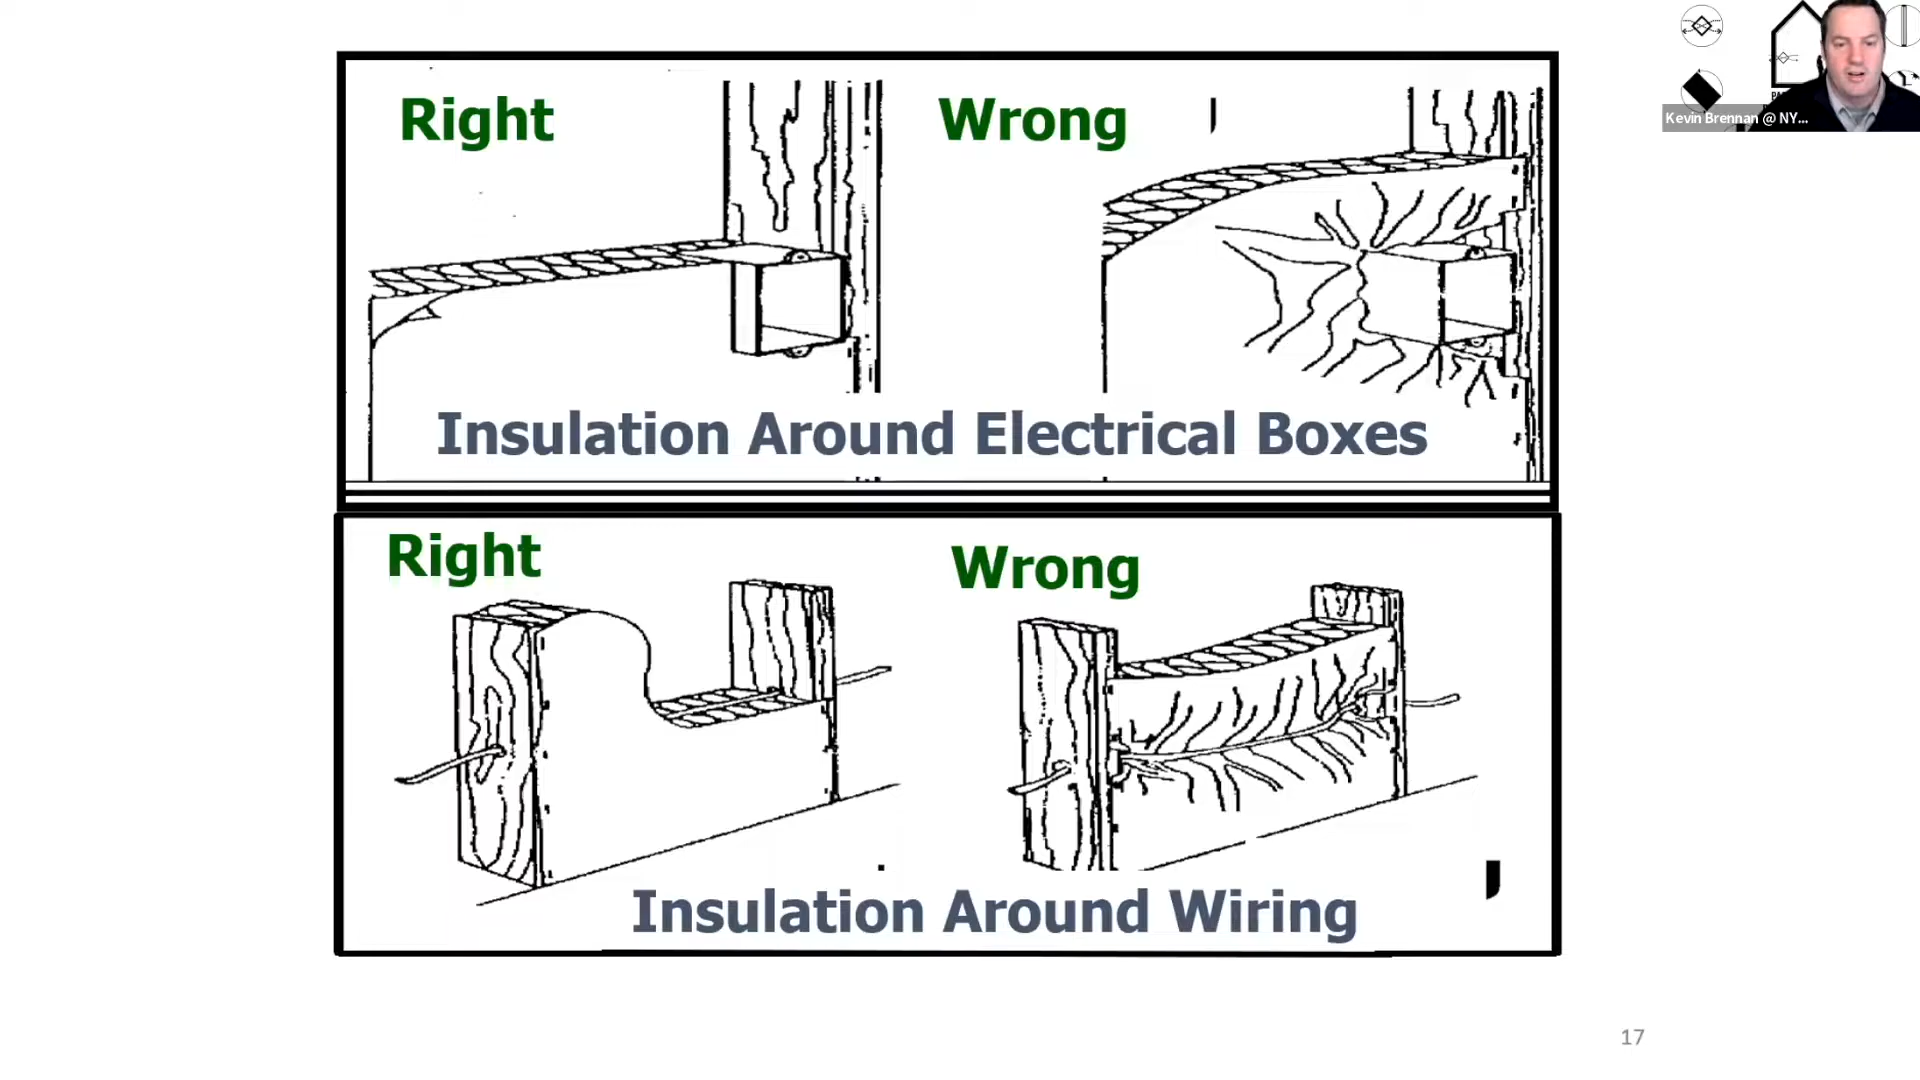 Right
Wrong
Insulation Around Electrical Boxes
Right
Wrong
Insulation Around Wiring
17
Kevin Brennan @ NY...